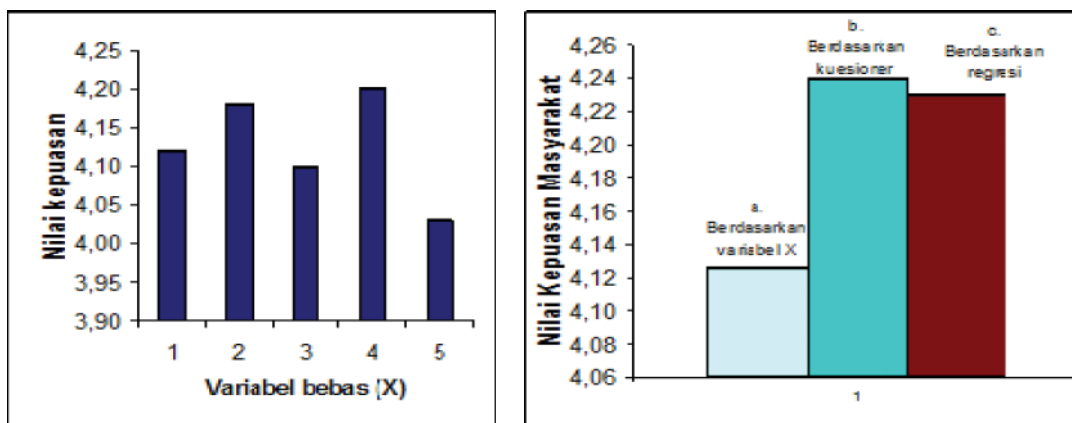 Nilai kepuasan
4,25
4,20
4,15
4,10
4,05
4,00
3,95
3,90
1 2 3 4 5
Variabel bebas (X)
Nilai Kepuasan Masyarakat
4,26
4,24
4,22
4,20
4,18
4,16
4,14
4,12
4,10
4,08
4,06
a.
Berdasarkan
variabel X
b.
Berdasarkan
kuesioner
c.
Berdasarkan
regresi
1